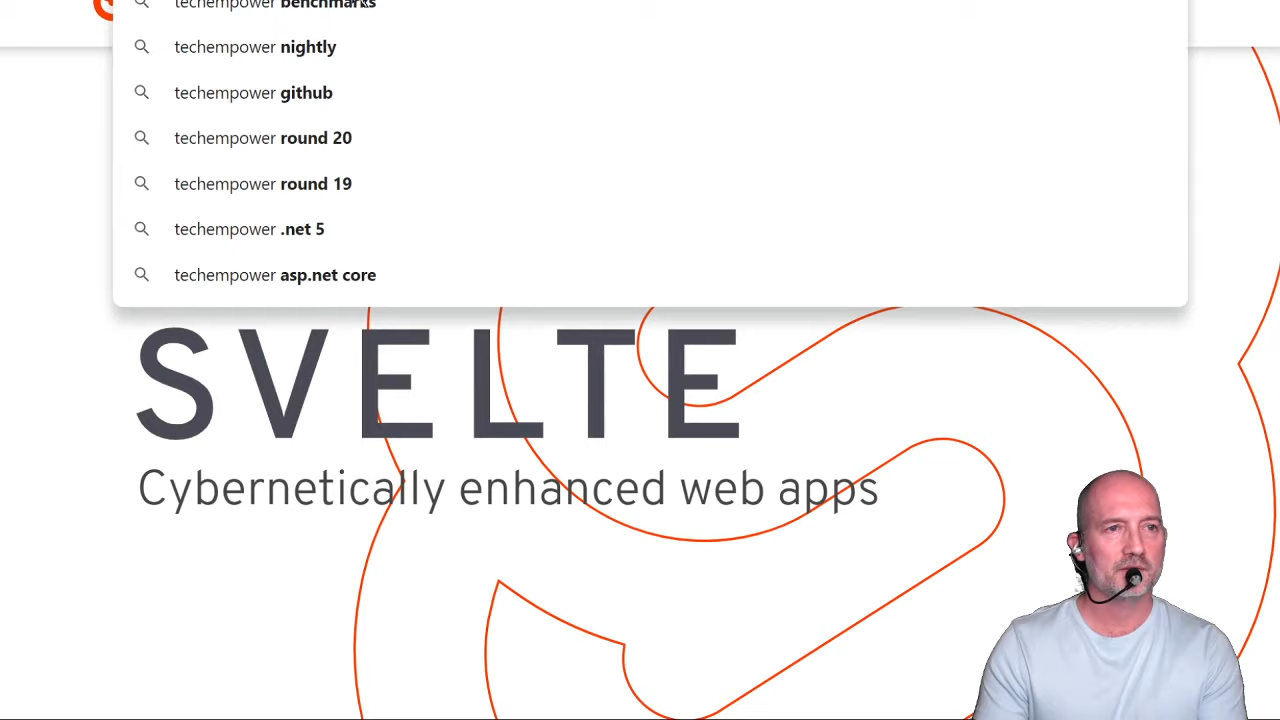 techempower benchmarks
techempower nightly
techempower github
techempower round 20
techempower round 19
techempower .net 5
techempower asp.net core
SVELTE
Cybernetically enhanced web apps